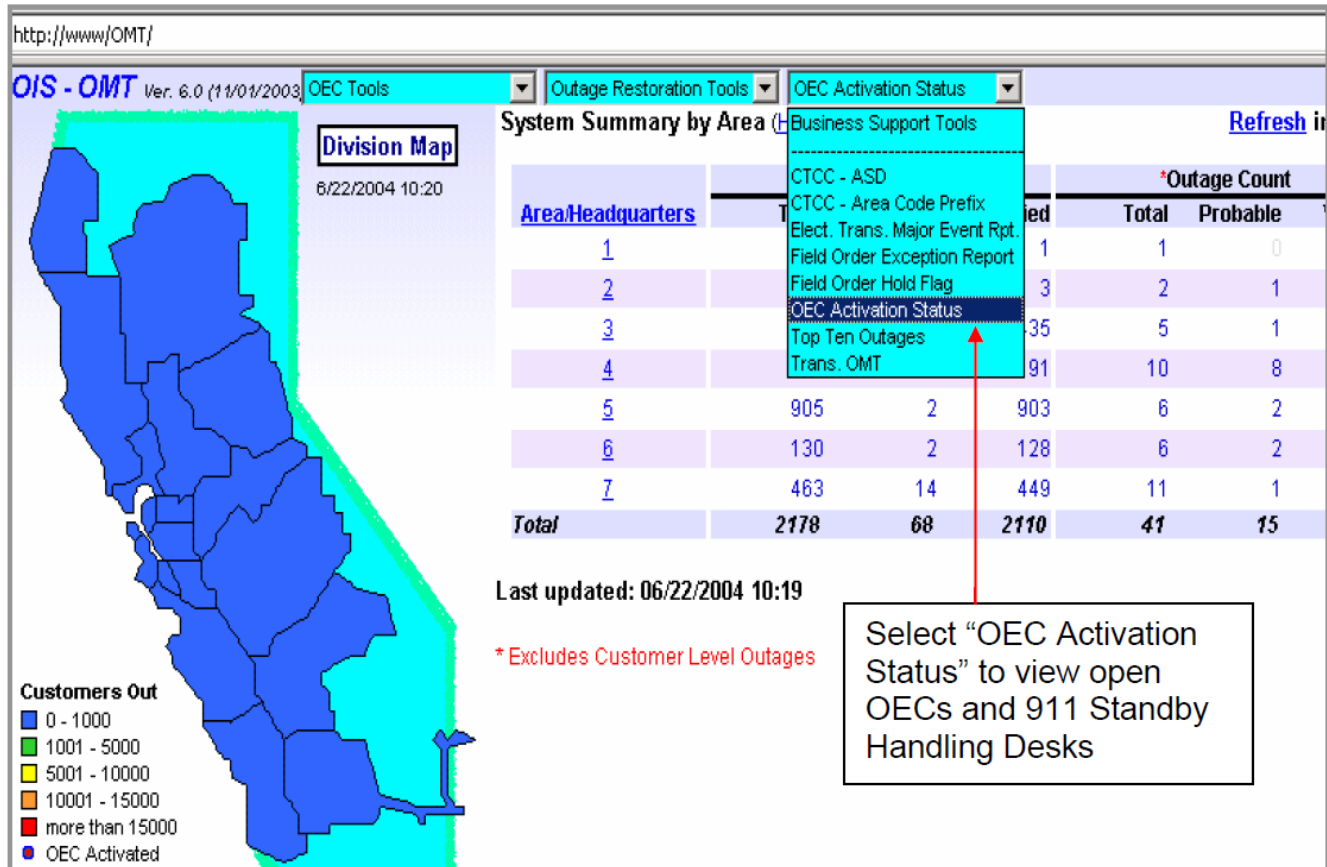 http://www/OMT/
OIS - OMT Ver. 6.0 (11/01/2003) OEC Tools Outage Restoration Tools OEC Activation Status
Division Map
6/22/2004 10:20
System Summary by Area
Refresh
Business Support Tools
--------------------------------
CTCC - ASD
CTCC - Area Code Prefix
Elect. Trans. Major Event Rpt.
Field Order Exception Report
Field Order Hold Flag
OEC Activation Status
Top Ten Outages
Trans. OMT
*Outage Count
Area/Headquarters Total Probable
1 1 1 0
2 3 2 1
3 35 5 1
4 91 10 8
5 905 2 903 6 2
6 130 2 128 6 2
7 463 14 449 11 1
Total 2178 68 2110 41 15
Last updated: 06/22/2004 10:19
* Excludes Customer Level Outages
Select “OEC Activation
Status” to view open
OECs and 911 Standby
Handling Desks
Customers Out
0 - 1000
1001 - 5000
5001 - 10000
10001 - 15000
more than 15000
OEC Activated